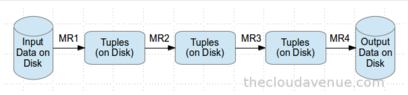 Input
Data on
Disk
MR1
Tuples
(on Disk)
MR2
Tuples
(on Disk)
MR3
Tuples
(on Disk)
MR4
Output
Data on
Disk
thecloudavenue.com